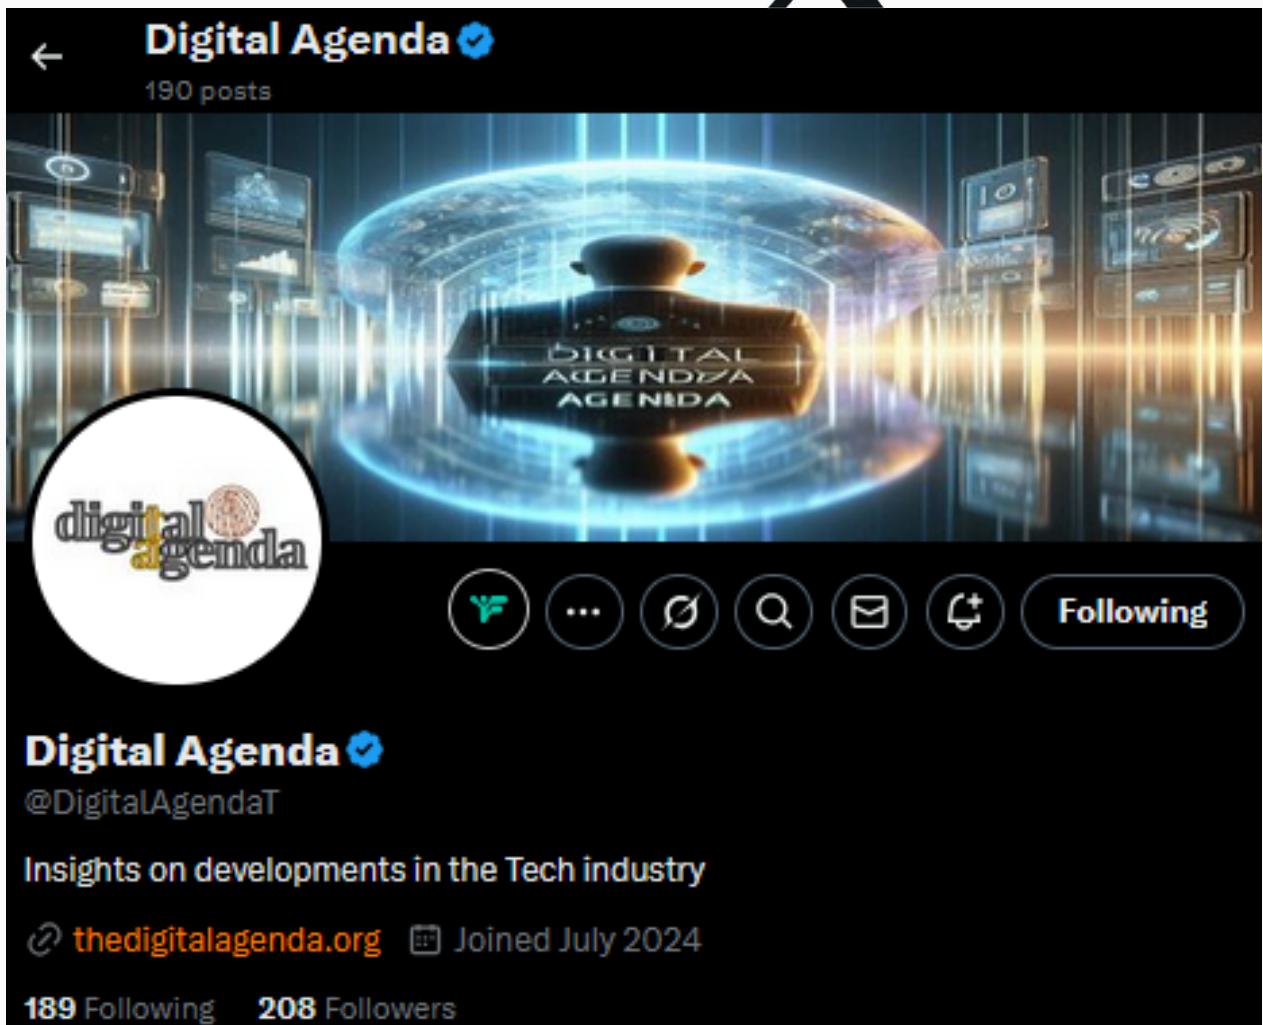 Digital Agenda
190 posts
DIGITAL
AGENDA
AGENDA
digital
agenda
Following
Digital Agenda
@DigitalAgendaT
Insights on developments in the Tech industry
thedigitalagenda.org Joined July 2024
189 Following 208 Followers